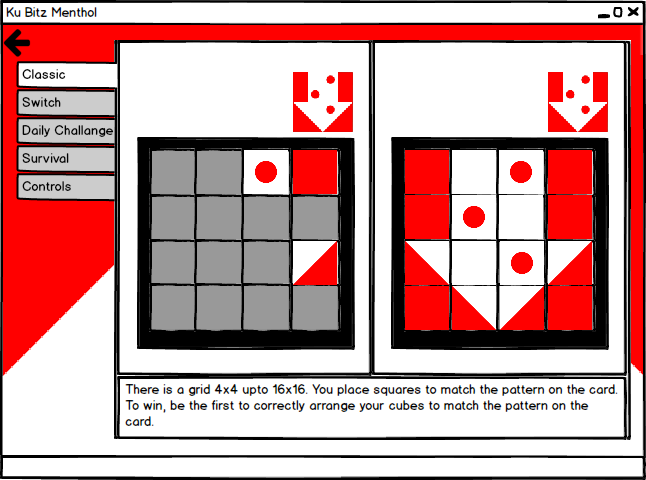 Ku Bitz Menthol
Classic
Switch
Daily Challange
Survival
Controls
There is a grid 4x4 upto 16x16. You place squares to match the pattern on the card.
To win, be the first to correctly arrange your cubes to match the pattern on the
card.